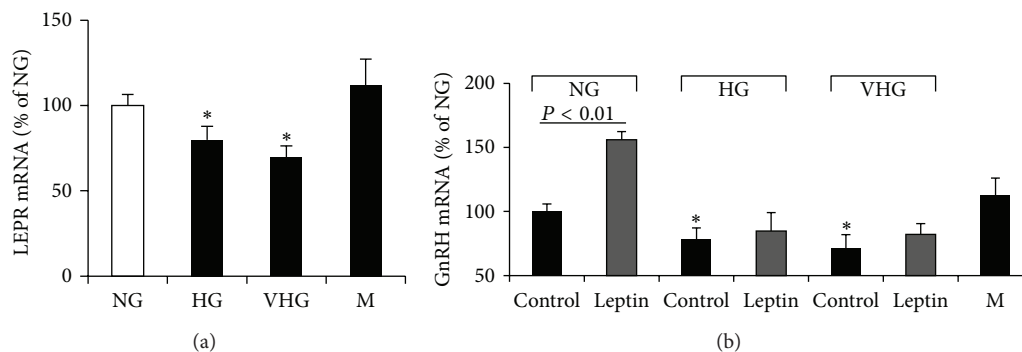 LEPR mRNA (% of NG)
150
100
50
0
*
*
NG HG VHG M
(a)
GnRH mRNA (% of NG)
200
150
100
50
NG HG VHG
P < 0.01
*
*
Control Leptin Control Leptin Control Leptin M
(b)